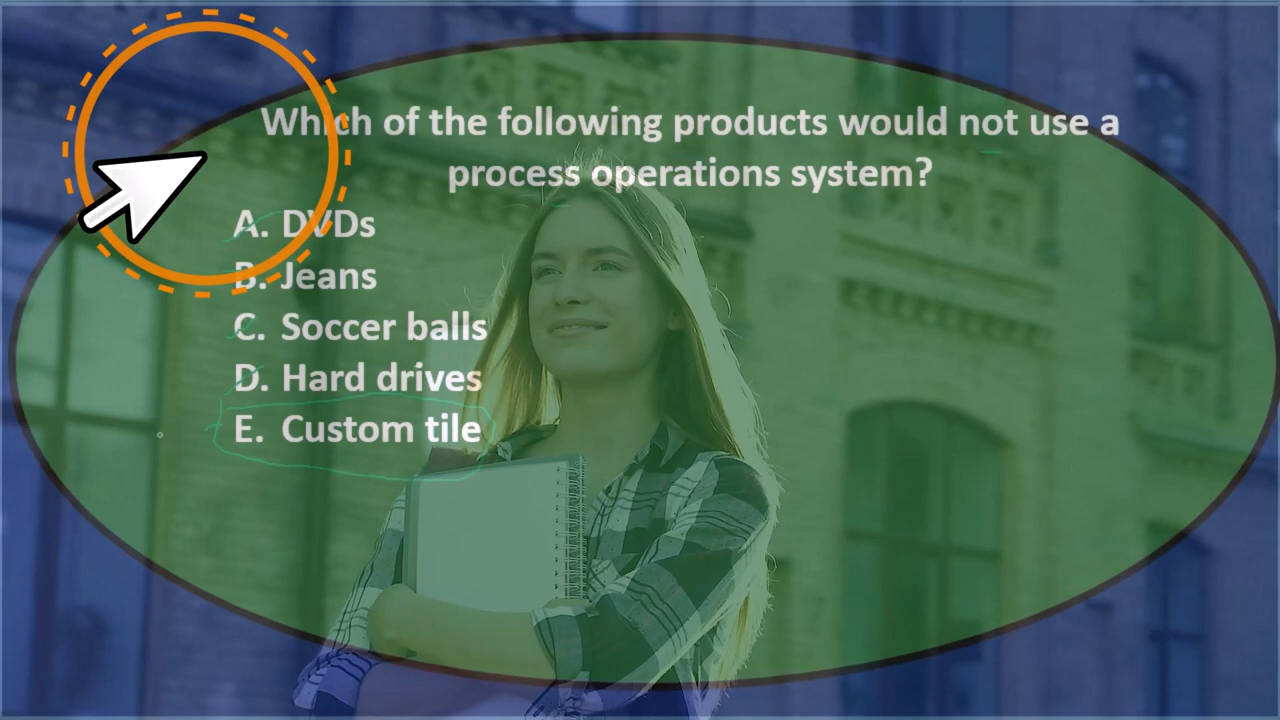 Which of the following products would not use a
process operations system?
A. DVDs
B. Jeans
C. Soccer balls
D. Hard drives
E. Custom tile